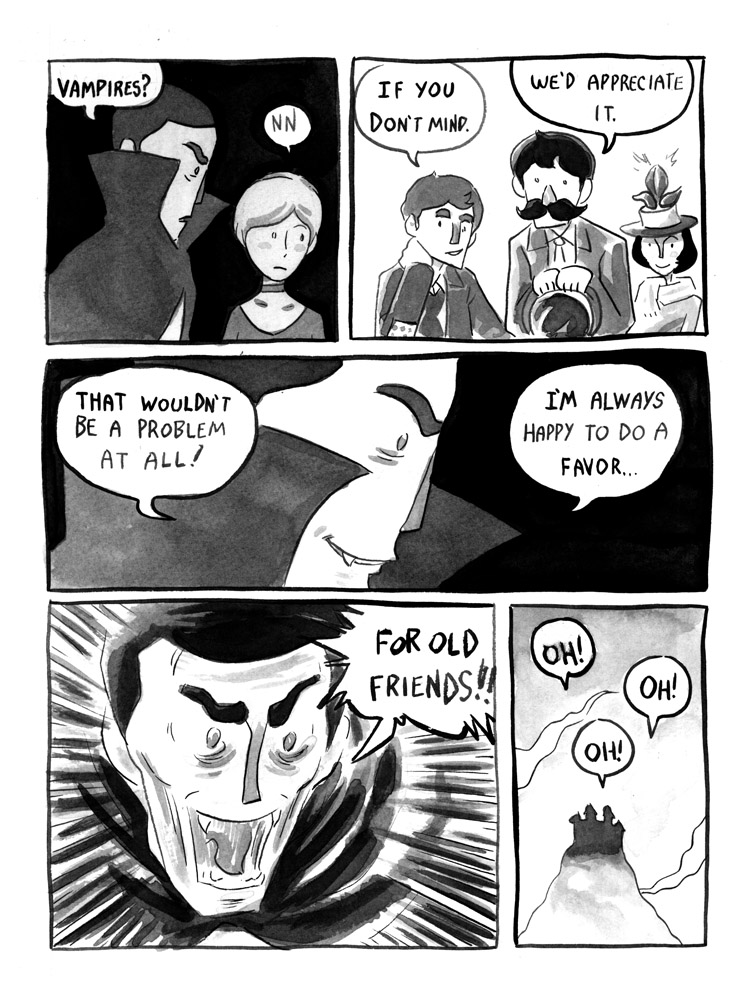 VAMPIRES?
NN
IF YOU
DON'T MIND.
WE'D APPRECIATE
IT.
THAT WOULDN'T
BE A PROBLEM
AT ALL!
I'M ALWAYS
HAPPY TO DO A
FAVOR...
FOR OLD
FRIENDS!!
OH!
OH!
OH!